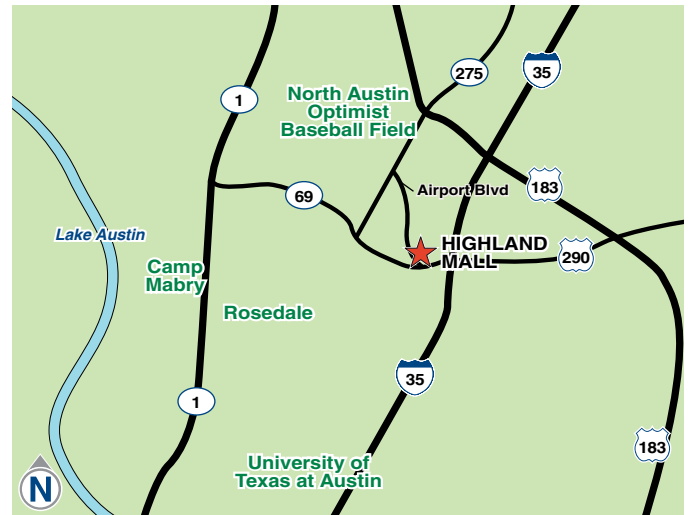 35
275
1
North Austin
Optimist
Baseball Field
Airport Blvd
183
69
Lake Austin
HIGHLAND
MALL
290
Camp
Mabry
Rosedale
35
1
183
University of
Texas at Austin
N